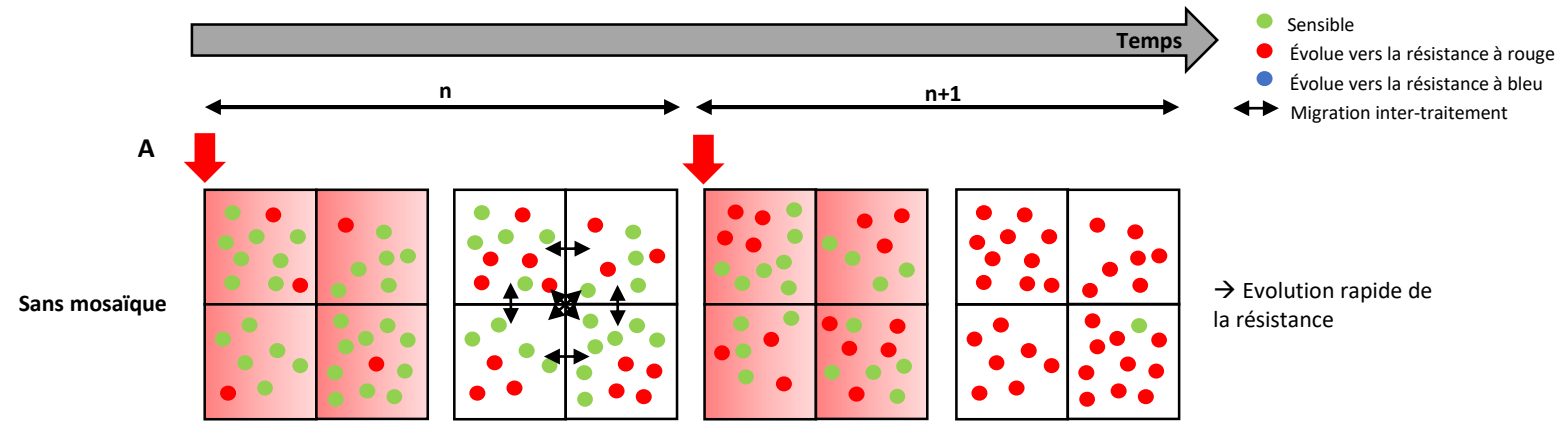 Temps
Sensible
Évolue vers la résistance à rouge
Évolue vers la résistance à bleu
Migration inter-traitement
n
n+1
A
Sans mosaïque
→ Evolution rapide de
la résistance